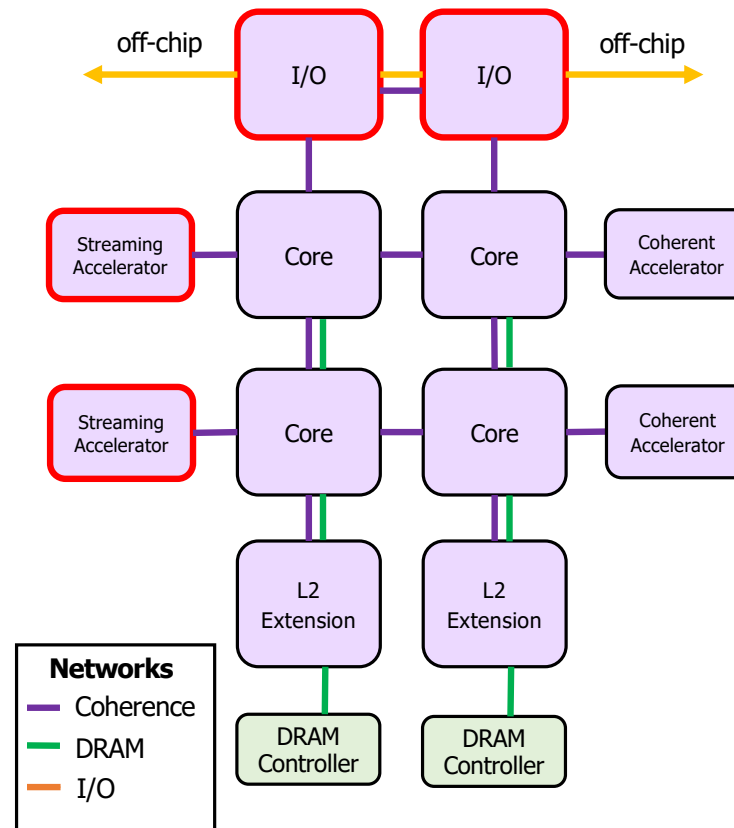 off-chip
off-chip
I/O
I/O
Streaming
Accelerator
Core
Core
Coherent
Accelerator
Streaming
Accelerator
Core
Core
Coherent
Accelerator
L2
Extension
L2
Extension
Networks
Coherence
DRAM
I/O
DRAM
Controller
DRAM
Controller